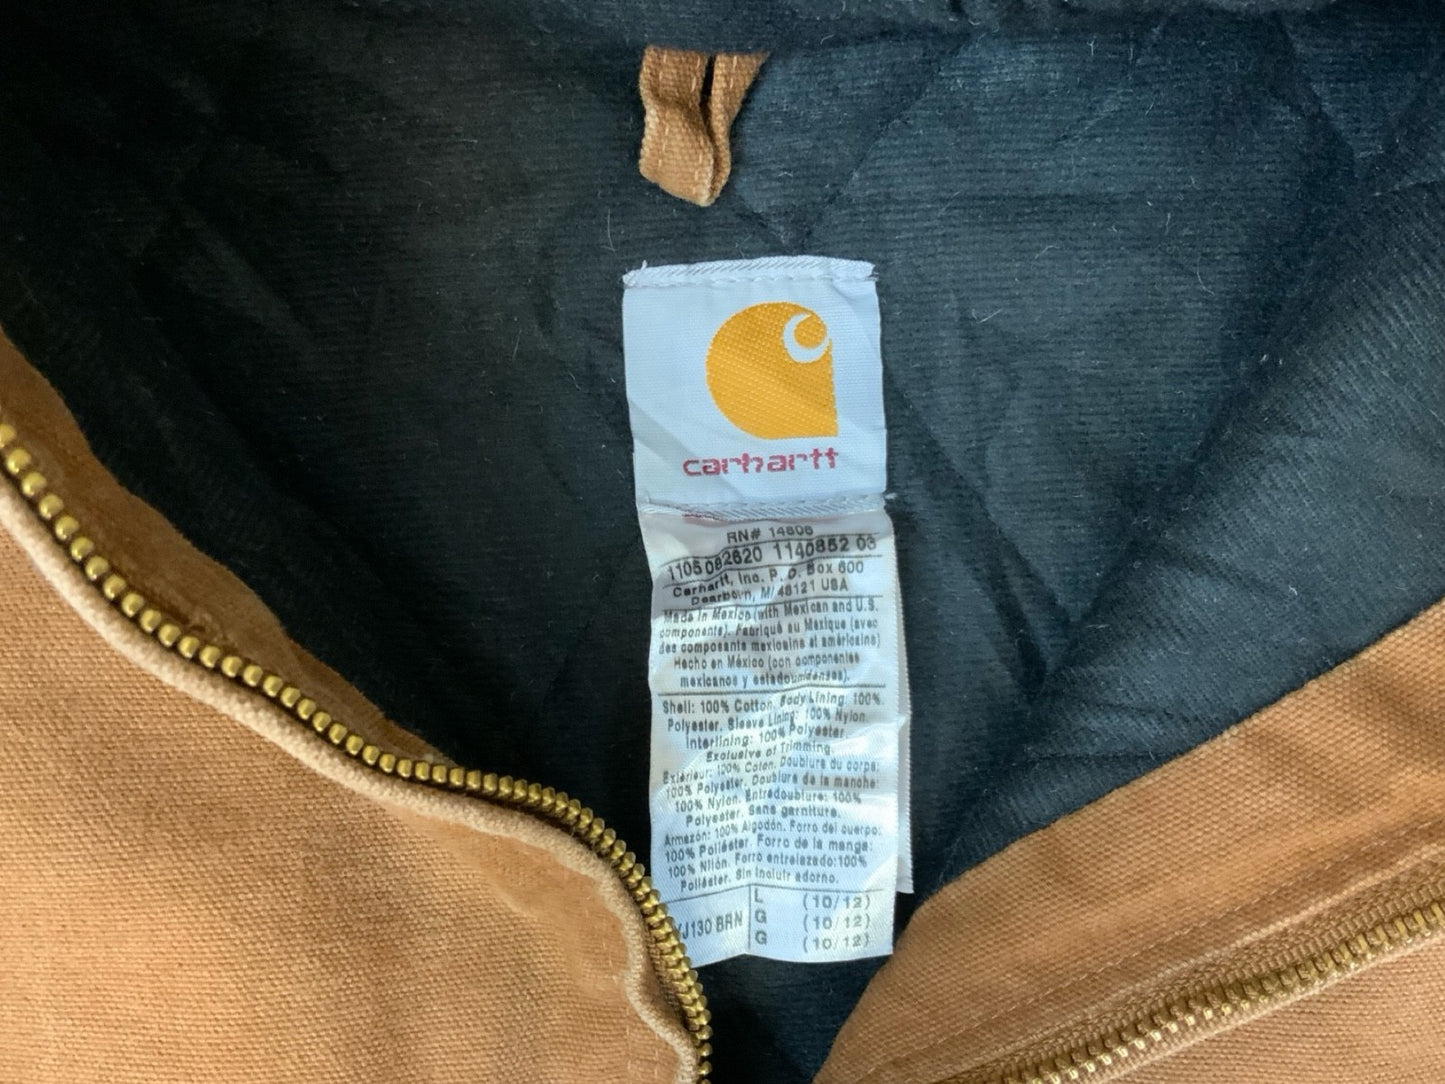 carhartt
RN# 14806
1105 082620 1140852 03
Carhartt, Inc. P. O. Box 600
Dearborn, MI 48121 USA
Made in Mexico (with Mexican and U.S.
components). Fabriqué au Mexique (avec
des composants mexicains et américains)
Hecho en México (con componentes
mexicanos y estadounidenses).
Shell: 100% Cotton. Body Lining: 100%
Polyester. Sleeve Lining: 100% Nylon.
Interlining: 100% Polyester.
Exclusive of Trimming.
Extérieur: 100% Coton. Doublure du corps:
100% Polyester. Doublure de la manche:
100% Nylon. Entredoublure: 100%
Polyester. Sans garniture.
Armazón: 100% Algodón. Forro del cuerpo:
100% Poliéster. Forro de la manga:
100% Nilón. Forro entrelazado:100%
Poliéster. Sin incluir adorno.
YJ130 BRN
L (10/12)
G (10/12)
G (10/12)